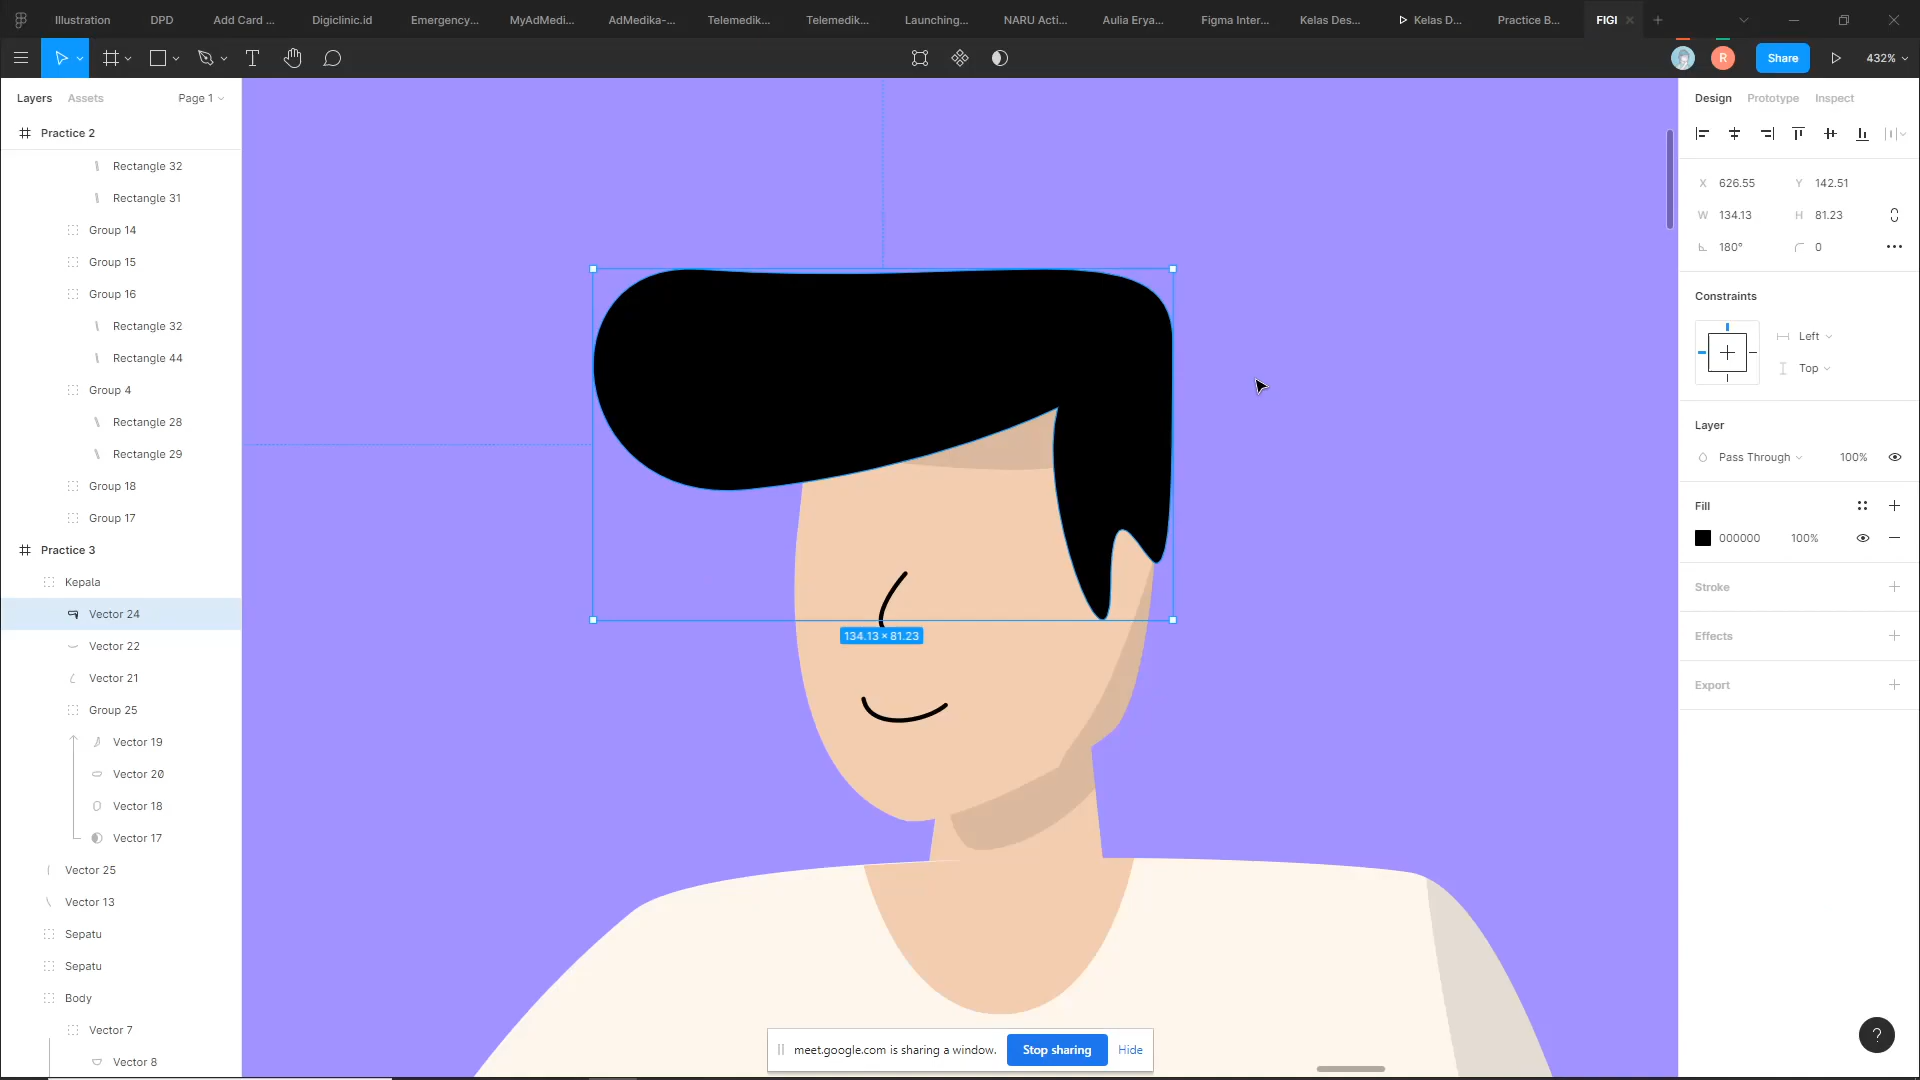 Illustration
DPD
Add Card ...
Digiclinic.id
Emergency...
MyAdMedi...
AdMedika-...
Telemedik...
Telemedik...
Launching...
NARU Acti...
Aulia Erya...
Figma Inter...
Kelas Des...
Kelas D...
Practice B...
FIGI
R
Share
432%
Layers
Assets
Page 1
Practice 2
Rectangle 32
Rectangle 31
Group 14
Group 15
Group 16
Rectangle 32
Rectangle 44
Group 4
Rectangle 28
Rectangle 29
Group 18
Group 17
Practice 3
Kepala
Vector 24
Vector 22
Vector 21
Group 25
Vector 19
Vector 20
Vector 18
Vector 17
Vector 25
Vector 13
Sepatu
Sepatu
Body
Vector 7
Vector 8
134.13 × 81.23
meet.google.com is sharing a window.
Stop sharing
Hide
Design
Prototype
Inspect
X 626.55
Y 142.51
W 134.13
H 81.23
180°
0
Constraints
Left
Top
Layer
Pass Through
100%
Fill
000000
100%
Stroke
Effects
Export
?